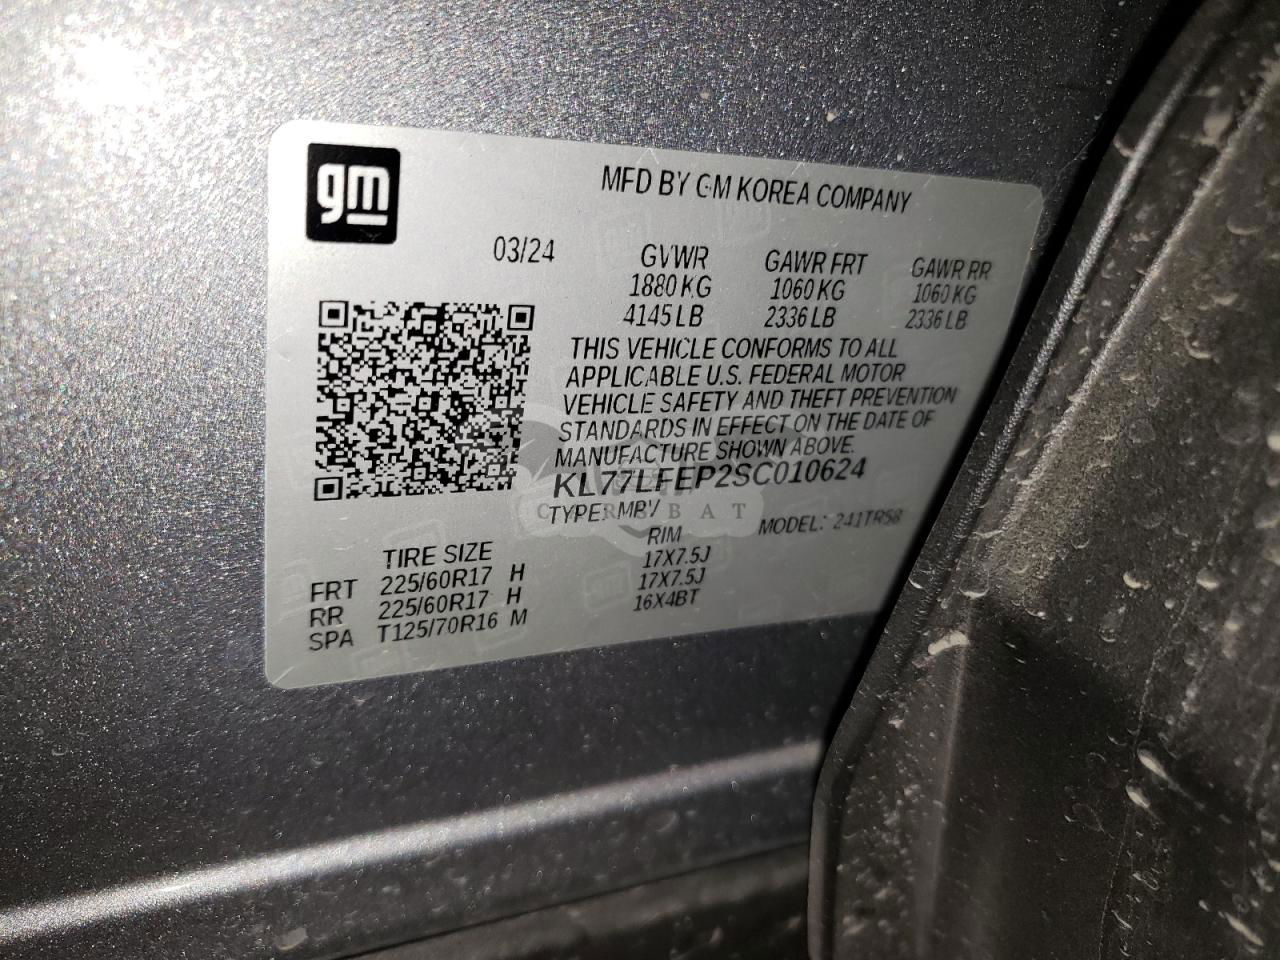 gm
MFD BY GM KOREA COMPANY
03/24 GVWR GAWR FRT GAWR RR
1880 KG 1060 KG 1060 KG
4145 LB 2336 LB 2336 LB
THIS VEHICLE CONFORMS TO ALL
APPLICABLE U.S. FEDERAL MOTOR
VEHICLE SAFETY AND THEFT PREVENTION
STANDARDS IN EFFECT ON THE DATE OF
MANUFACTURE SHOWN ABOVE.
KL77LFEP2SC010624
TYPE: MPV MODEL: 241TR58
TIRE SIZE RIM
FRT 225/60R17 H 17X7.5J
RR 225/60R17 H 17X7.5J
SPA T125/70R16 M 16X4BT